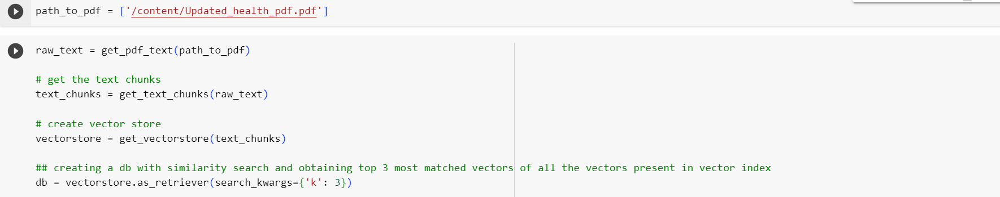 path_to_pdf = ['/content/Updated_health_pdf.pdf']
raw_text = get_pdf_text(path_to_pdf)
# get the text chunks
text_chunks = get_text_chunks(raw_text)
# create vector store
vectorstore = get_vectorstore(text_chunks)
## creating a db with similarity search and obtaining top 3 most matched vectors of all the vectors present in vector index
db = vectorstore.as_retriever(search_kwargs={'k': 3})